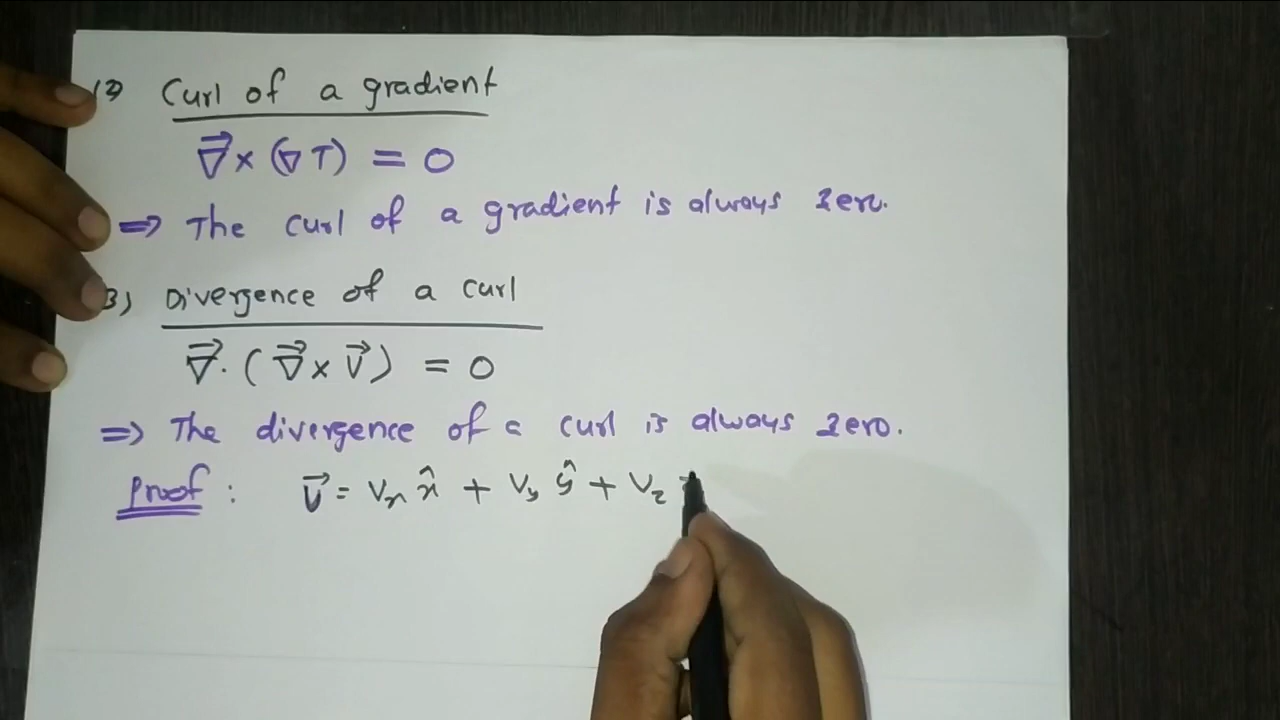 Curl of a gradient
∇⃗ × (∇T) = 0
⇒ The curl of a gradient is always zero.
3) Divergence of a curl
∇⃗ · (∇⃗ × V⃗) = 0
⇒ The divergence of a curl is always zero.
Proof : V⃗ = Vx x̂ + Vy ŷ + Vz